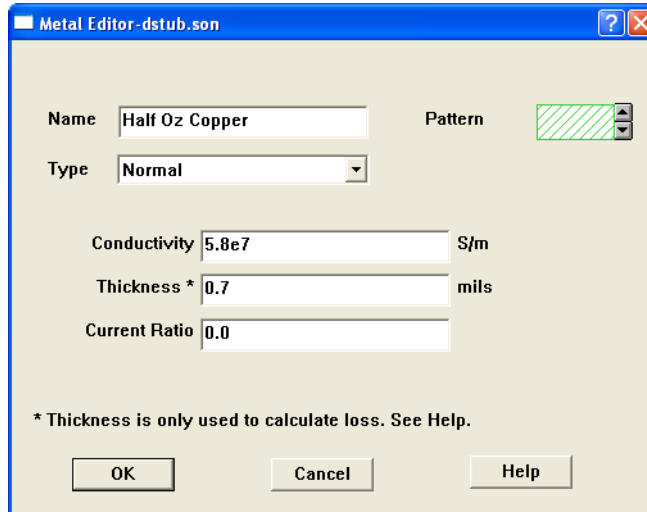 Metal Editor-dstub.son
Name Half Oz Copper Pattern
Type Normal
Conductivity 5.8e7 S/m
Thickness * 0.7 mils
Current Ratio 0.0
* Thickness is only used to calculate loss. See Help.
OK Cancel Help